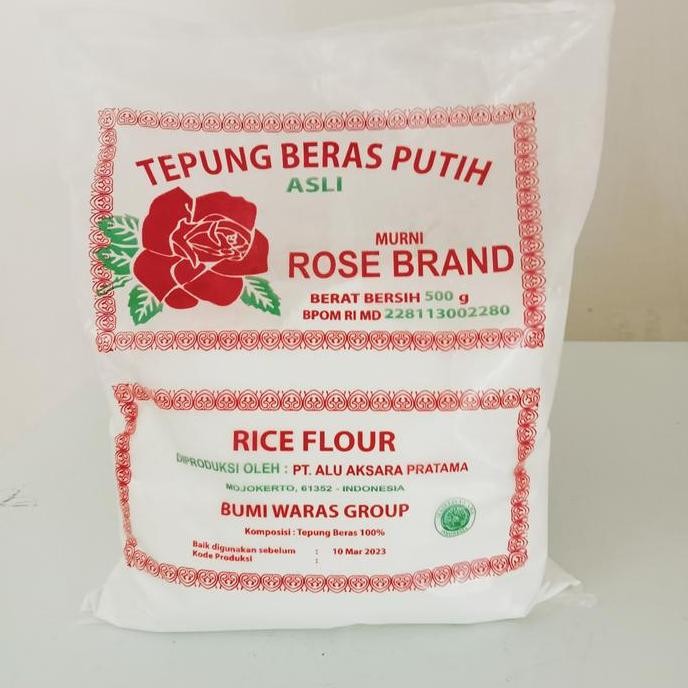 TEPUNG BERAS PUTIH
ASLI
MURNI
ROSE BRAND
BERAT BERSIH 500 g
BPOM RI MD 228113002280
RICE FLOUR
DIPRODUKSI OLEH : PT. ALU AKSARA PRATAMA
MOJOKERTO, 61352 - INDONESIA
BUMI WARAS GROUP
Komposisi : Tepung Beras 100%
Baik digunakan sebelum : 10 Mar 2023
Kode Produksi :